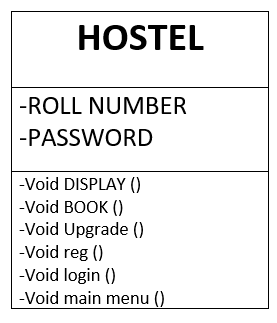 HOSTEL
-ROLL NUMBER
-PASSWORD
-Void DISPLAY ()
-Void BOOK ()
-Void Upgrade ()
-Void reg ()
-Void login ()
-Void main menu ()